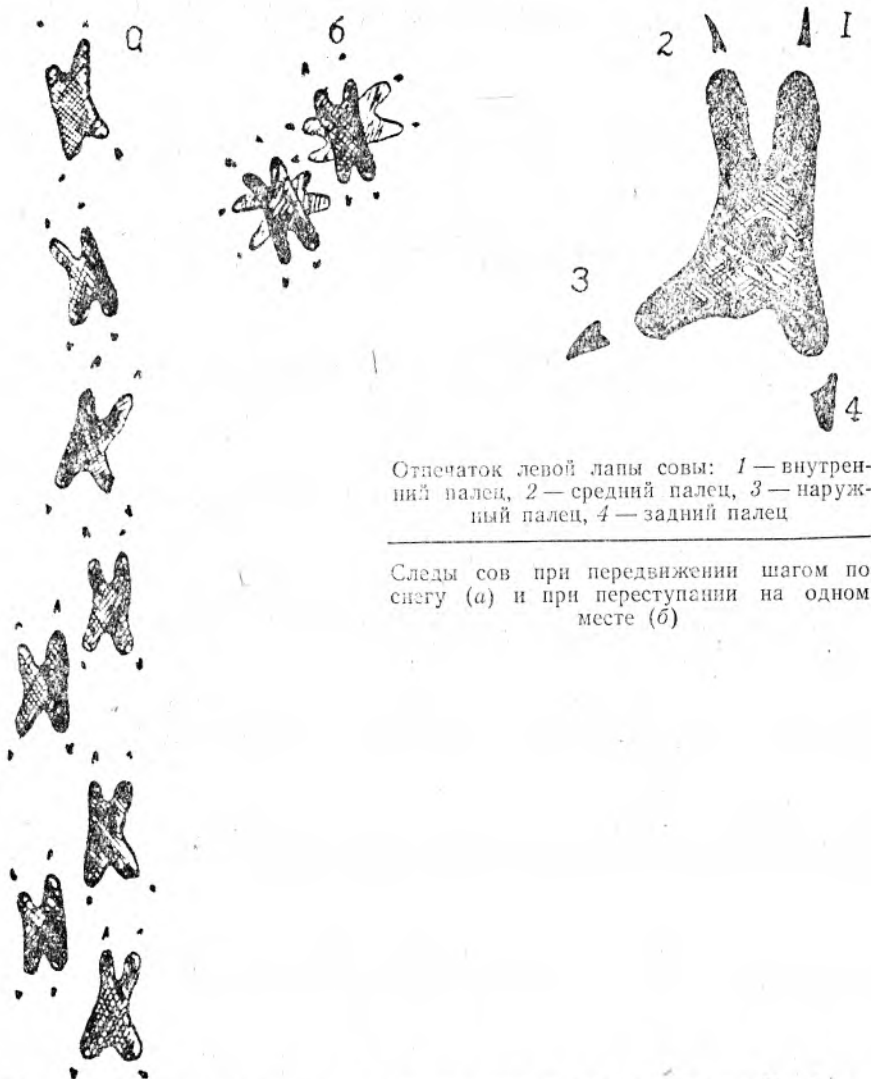 а
б
2
1
3
4
Отпечаток левой лапы совы: 1 — внутрен-
ний палец, 2 — средний палец, 3 — наруж-
ный палец, 4 — задний палец
Следы сов при передвижении шагом по
снегу (а) и при переступании на одном
месте (б)